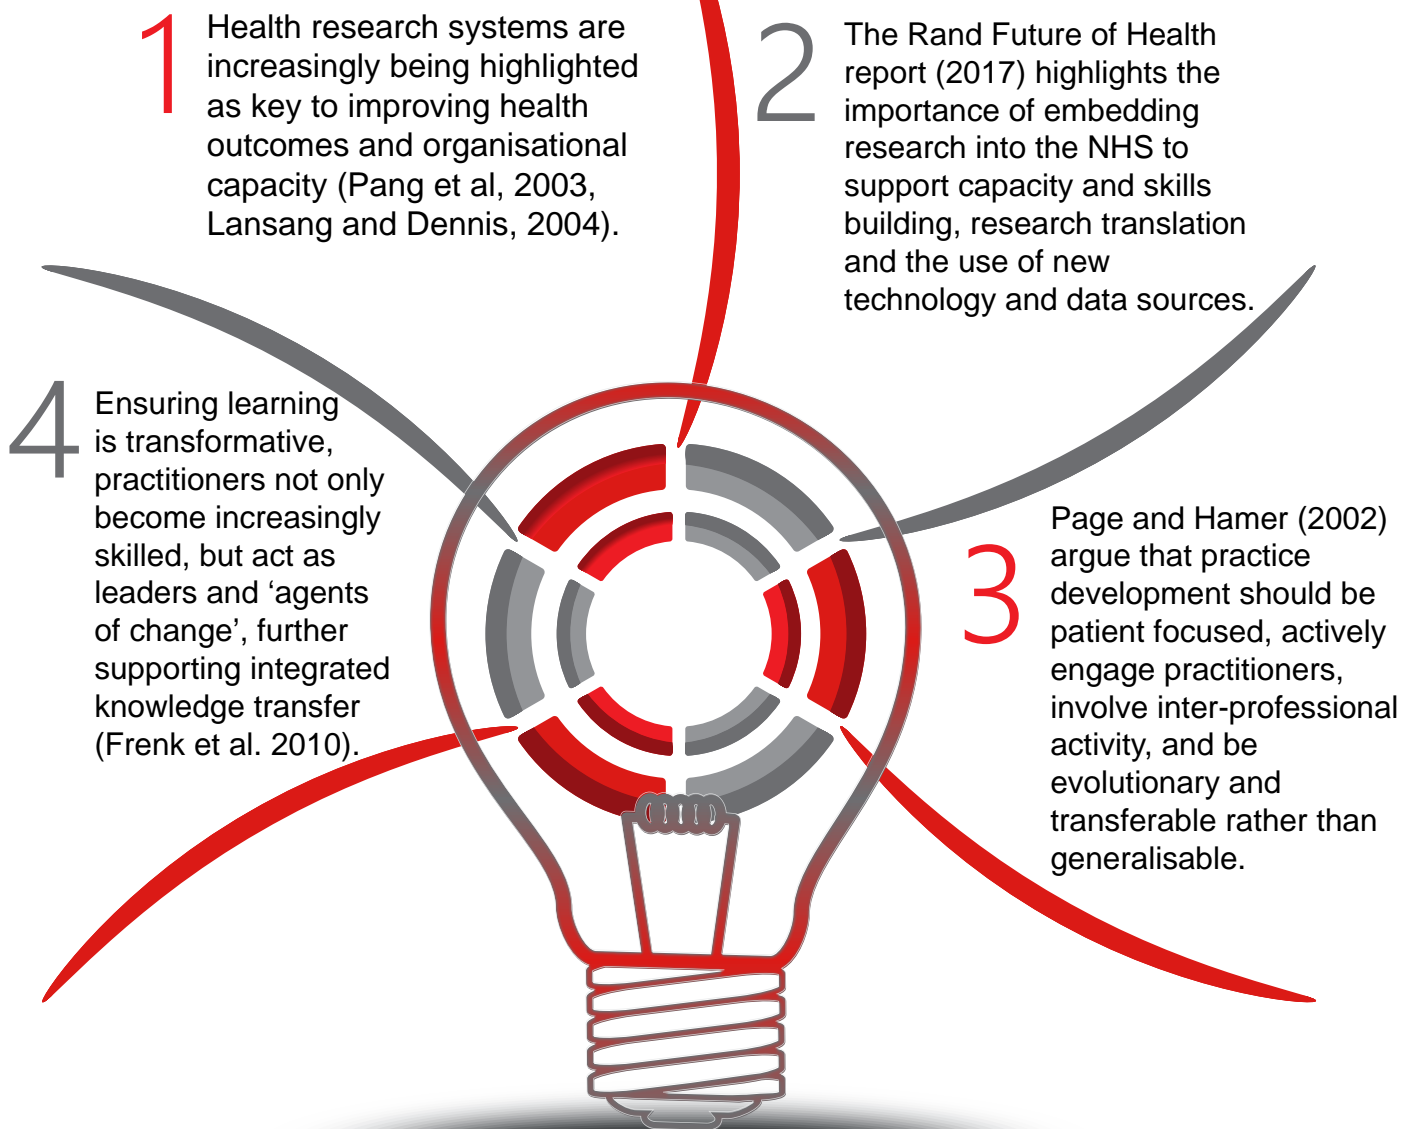 1
Health research systems are
increasingly being highlighted
as key to improving health
outcomes and organisational
capacity (Pang et al, 2003,
Lansang and Dennis, 2004).
2
The Rand Future of Health
report (2017) highlights the
importance of embedding
research into the NHS to
support capacity and skills
building, research translation
and the use of new
technology and data sources.
3
Page and Hamer (2002)
argue that practice
development should be
patient focused, actively
engage practitioners,
involve inter-professional
activity, and be
evolutionary and
transferable rather than
generalisable.
4
Ensuring learning
is transformative,
practitioners not only
become increasingly
skilled, but act as
leaders and ‘agents
of change’, further
supporting integrated
knowledge transfer
(Frenk et al. 2010).